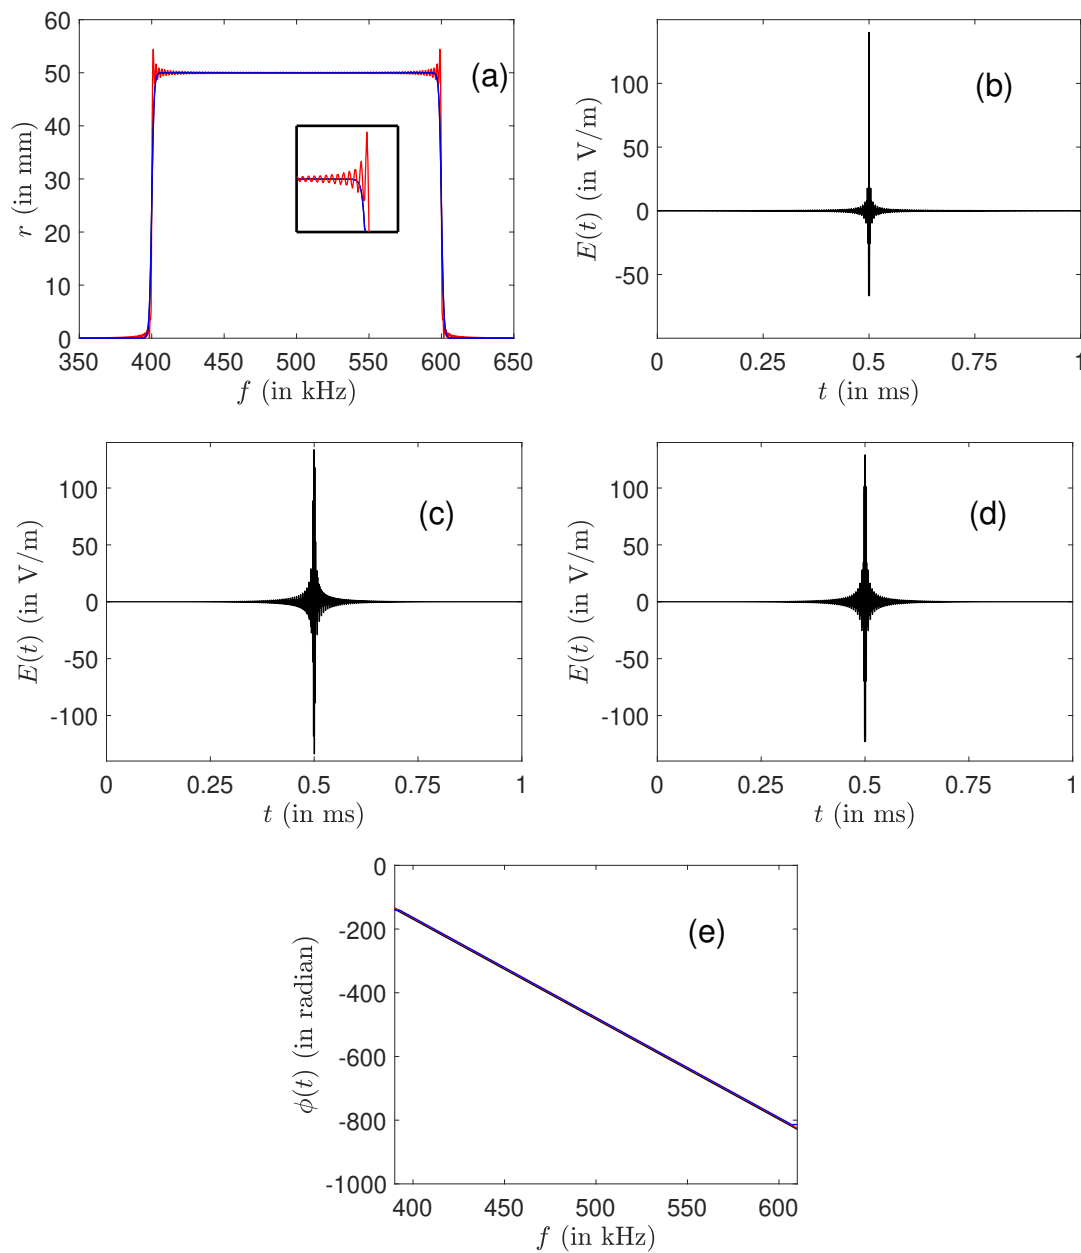 60
50
40
30
20
10
0
r (in mm)
(a)
350 400 450 500 550 600 650
f (in kHz)
100
50
0
-50
E(t) (in V/m)
(b)
0 0.25 0.5 0.75 1
t (in ms)
100
50
0
-50
-100
E(t) (in V/m)
(c)
0 0.25 0.5 0.75 1
t (in ms)
100
50
0
-50
-100
E(t) (in V/m)
(d)
0 0.25 0.5 0.75 1
t (in ms)
0
-200
-400
-600
-800
-1000
ϕ(t) (in radian)
(e)
400 450 500 550 600
f (in kHz)